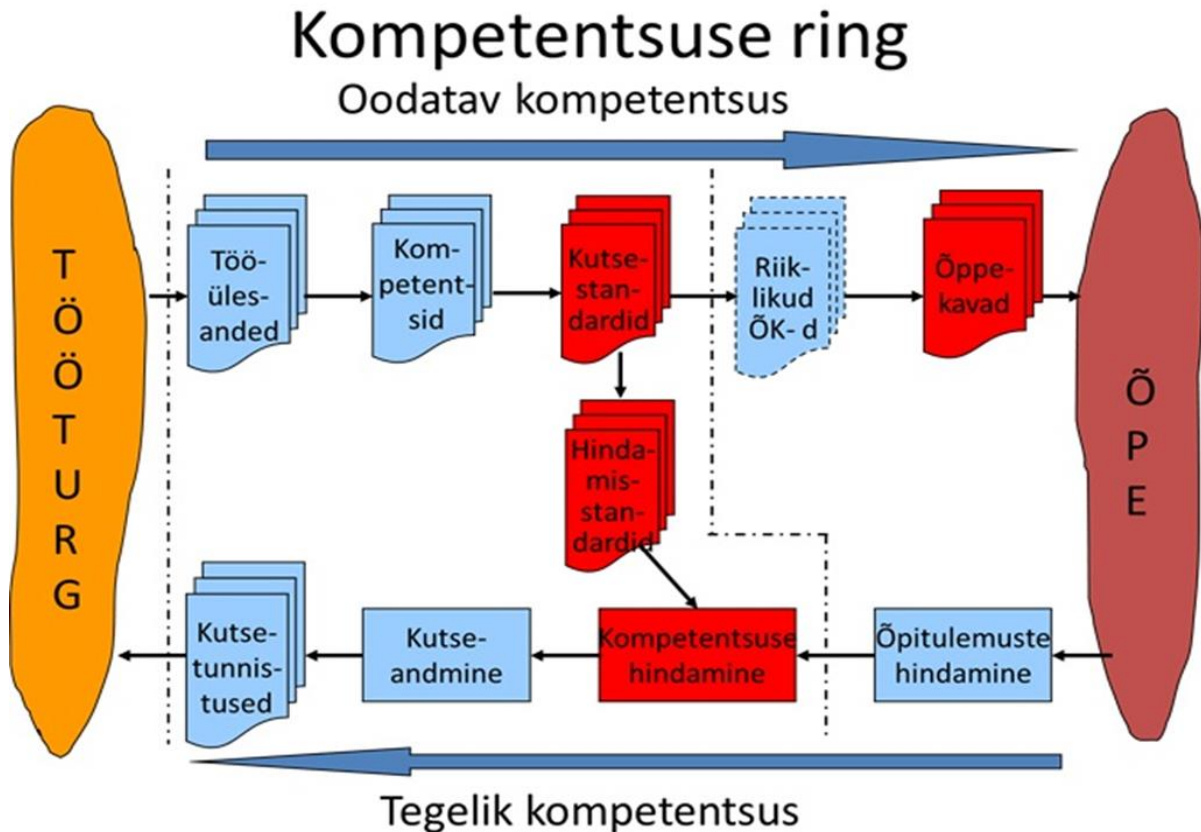 Kompetentsuse ring
Oodatav kompetentsus
T
Ö
Ö
T
U
R
G
Töö-
üles-
anded
Kom-
petent-
sid
Kutse-
stan-
dardid
Riik-
likud
ÕK- d
Õppe-
kavad
Õ
P
E
Hinda-
mis-
stan-
dardid
Kutse-
tunnis-
tused
Kutse-
andmine
Kompetentsuse
hindamine
Õpitulemuste
hindamine
Tegelik kompetentsus